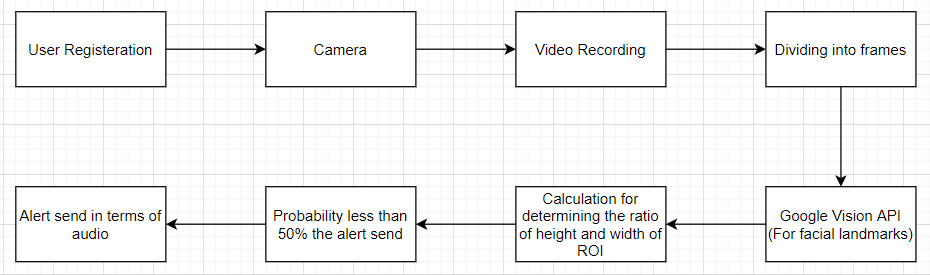 User Registeration
Camera
Video Recording
Dividing into frames
Google Vision API
(For facial landmarks)
Calculation for
determining the ratio
of height and width of
ROI
Probability less than
50% the alert send
Alert send in terms of
audio